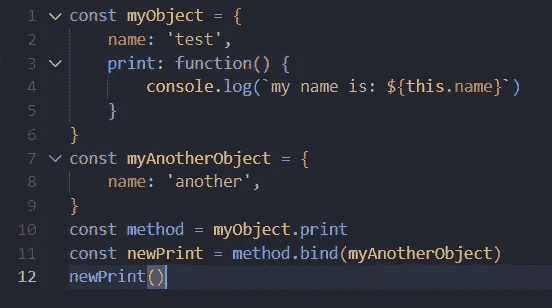 1 const myObject = {
2     name: 'test',
3     print: function() {
4         console.log(`my name is: ${this.name}`)
5     }
6 }
7 const myAnotherObject = {
8     name: 'another',
9 }
10 const method = myObject.print
11 const newPrint = method.bind(myAnotherObject)
12 newPrint()